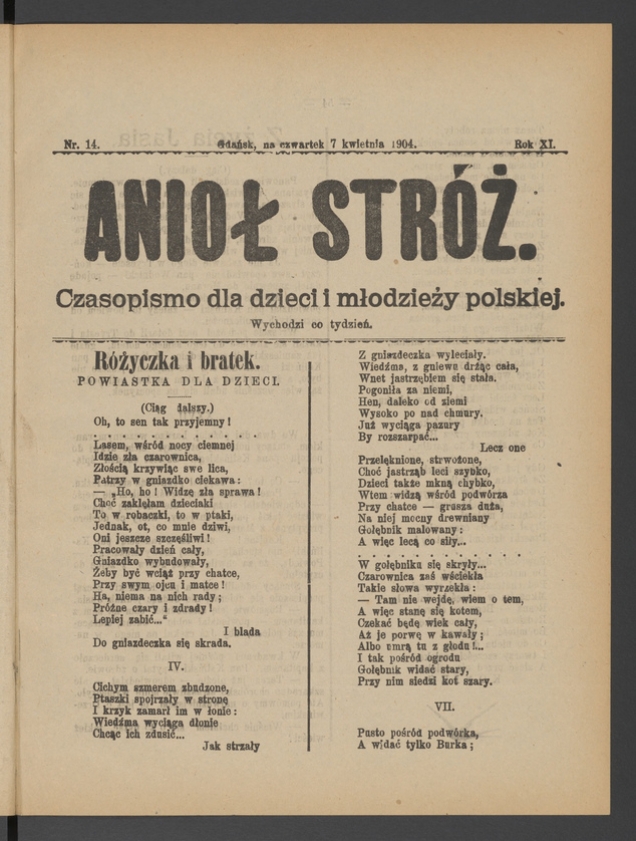 Nr. 14.
Gdańsk, na czwartek 7 kwietnia 1904.
Rok XI.
ANIOŁ STRÓŻ.
Czasopismo dla dzieci i młodzieży polskiej.
Wychodzi co tydzień.
Różyczka i bratek.
POWIASTKA DLA DZIECI.
(Ciąg dalszy.)
Oh, to sen tak przyjemny!
. . . . . . . . . . . .
Lasem, wśród nocy ciemnej
Idzie zła czarownica,
Złością krzywiąc swe lica,
Patrzy w gniazdko ciekawa:
— „Ho, ho! Widzę zła sprawa!
Choć zaklęłam dzieciaki
To w robaczki, to w ptaki,
Jednak, ot, co mnie dziwi,
Oni jeszcze szczęśliwi!
Pracowały dzień cały,
Gniazdko wybudowały,
Żeby być wciąż przy chatce,
Przy swym ojcu i matce!
Ha, niema na nich rady;
Próżne czary i zdrady!
Lepiej zabić...“
I blada
Do gniazdeczka się skrada.
IV.
Cichym szmerem zbudzone,
Ptaszki spojrzały w stronę
I krzyk zamarł im w łonie:
Wiedźma wyciąga dłonie
Chcąc ich zdusić...
Jak strzały
Z gniazdeczka wyleciały.
Wiedźma, z gniewu drżąc cała,
Wnet jastrzębiem się stała.
Pogoniła za niemi,
Hen, daleko od ziemi
Wysoko po nad chmury.
Już wyciąga pazury
By rozszarpać...
Lecz one
Przelęknione, strwożone,
Choć jastrząb leci szybko,
Dzieci także mkną chybko,
Wtem widzą wśród podwórza
Przy chatce — grusza duża,
Na niej mocny drewniany
Gołębnik malowany:
A więc lecą co siły...
. . . . . . . . . . . .
W gołębniku się skryły...
Czarownica zaś wściekła
Takie słowa wyrzekła:
— Tam nie wejdę, wiem o tem,
A więc stanę się kotem,
Czekać będę wiek cały,
Aż je porwę w kawały;
Albo umrą tu z głodu!...
I tak pośród ogrodu
Gołębnik widać stary,
Przy nim siedzi kot szary.
VII.
Pusto pośród podwórka,
A widać tylko Burka;